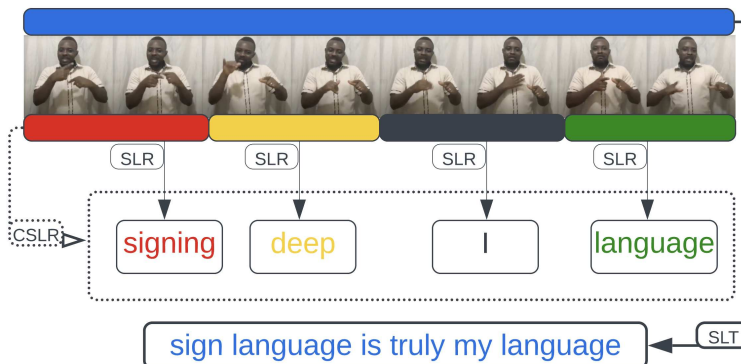 SLR SLR SLR SLR
CSLR
signing deep I language
SLT
sign language is truly my language